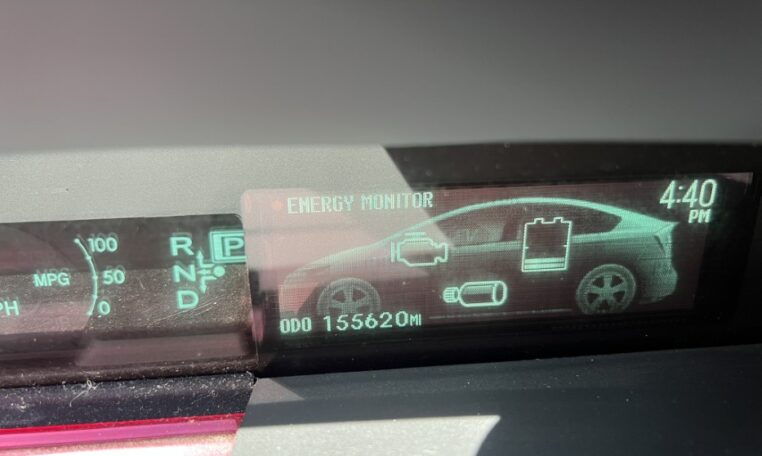 100
MPG 50
0
PH
R
P
N
D
ENERGY MONITOR
4:40
PM
ODO 155620MI